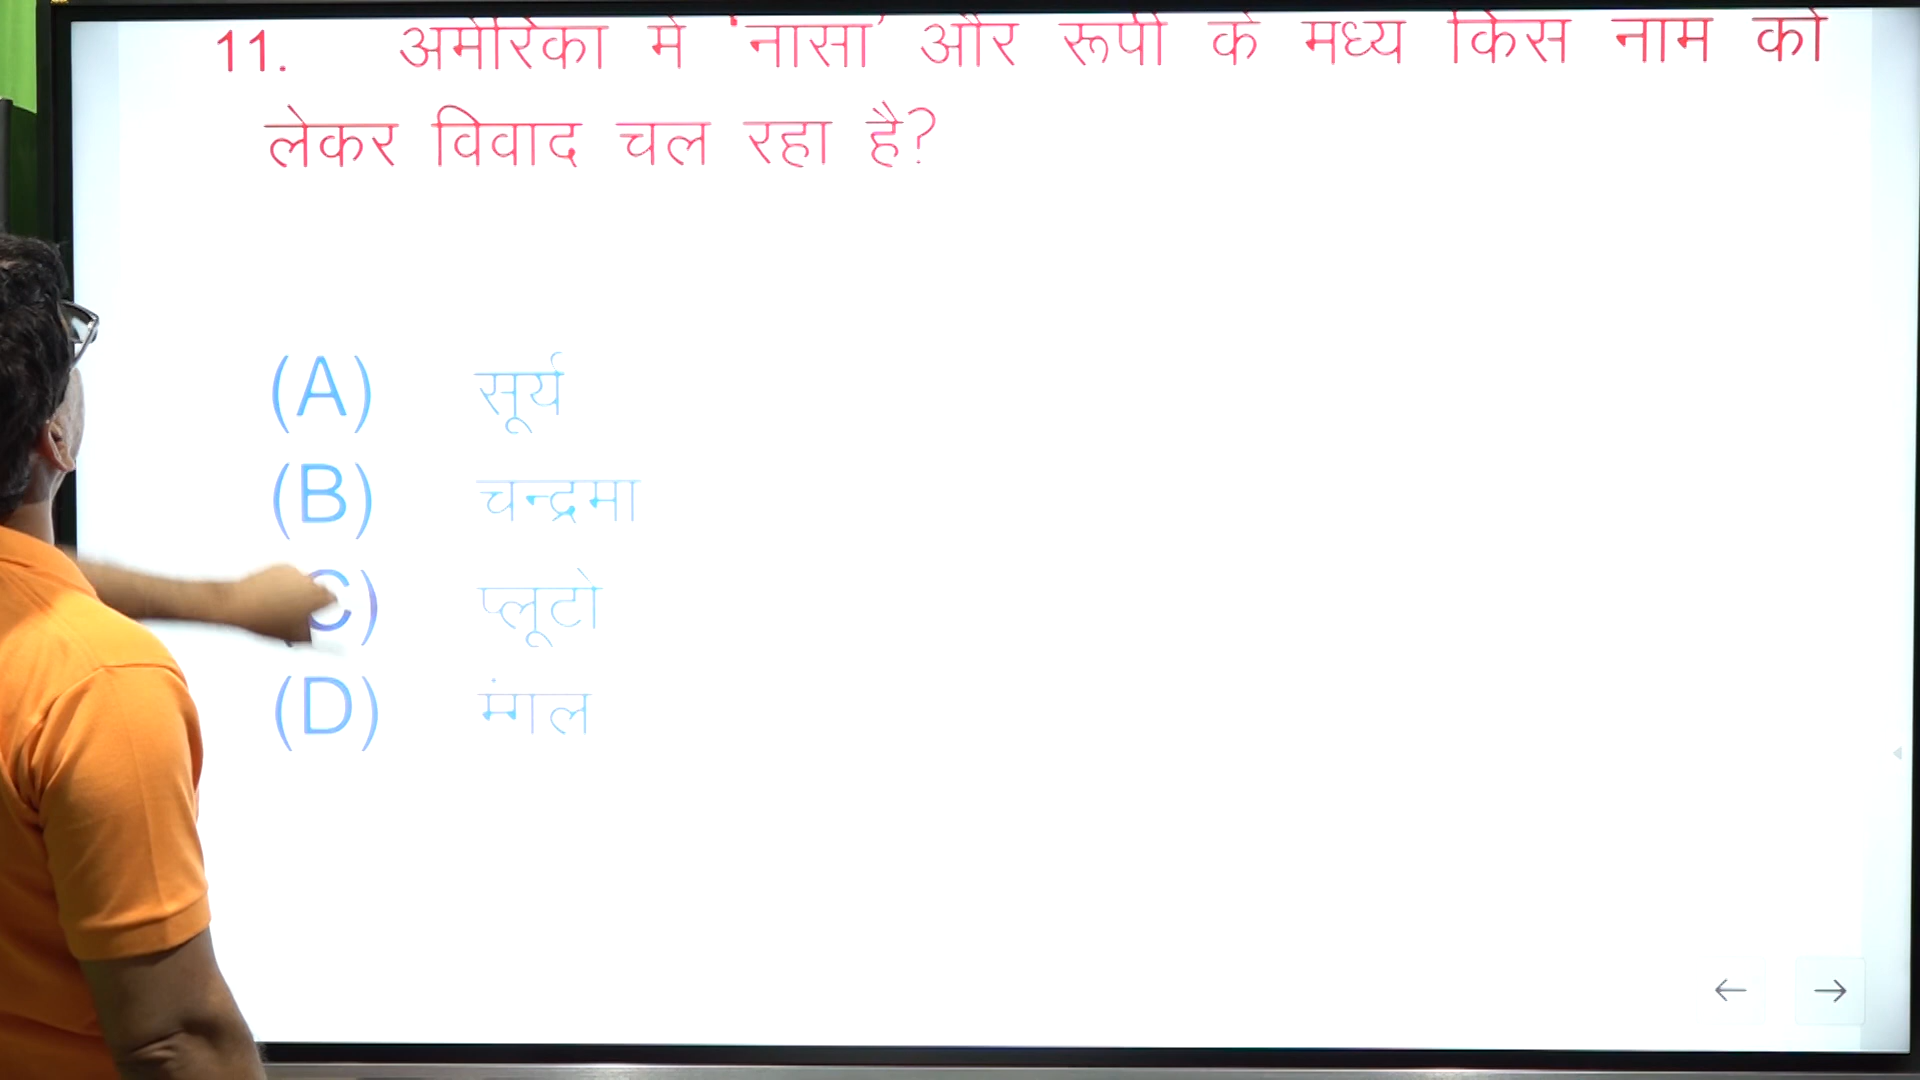 11. अमेरिका में 'नासा' और रूपी के मध्य किस नाम को
लेकर विवाद चल रहा है?
(A) सूर्य
(B) चन्द्रमा
(C) प्लूटो
(D) मंगल